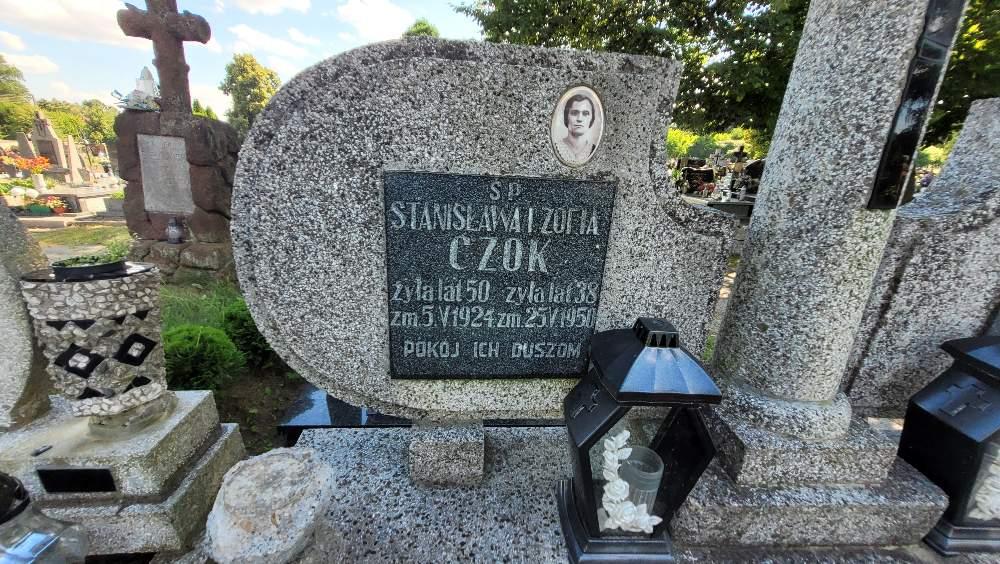 Ś.P.
STANISŁAWA I ZOFIA
CZOK
żyła lat 50 żyła lat 38
zm. 5.V.1924 zm. 25.V.1950
POKÓJ ICH DUSZOM